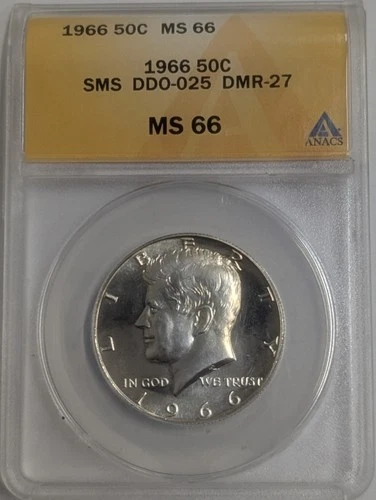 1966 50C MS 66
1966 50C
SMS DDO-025 DMR-27
MS 66
ANACS
LIBERTY
IN GOD WE TRUST
1966